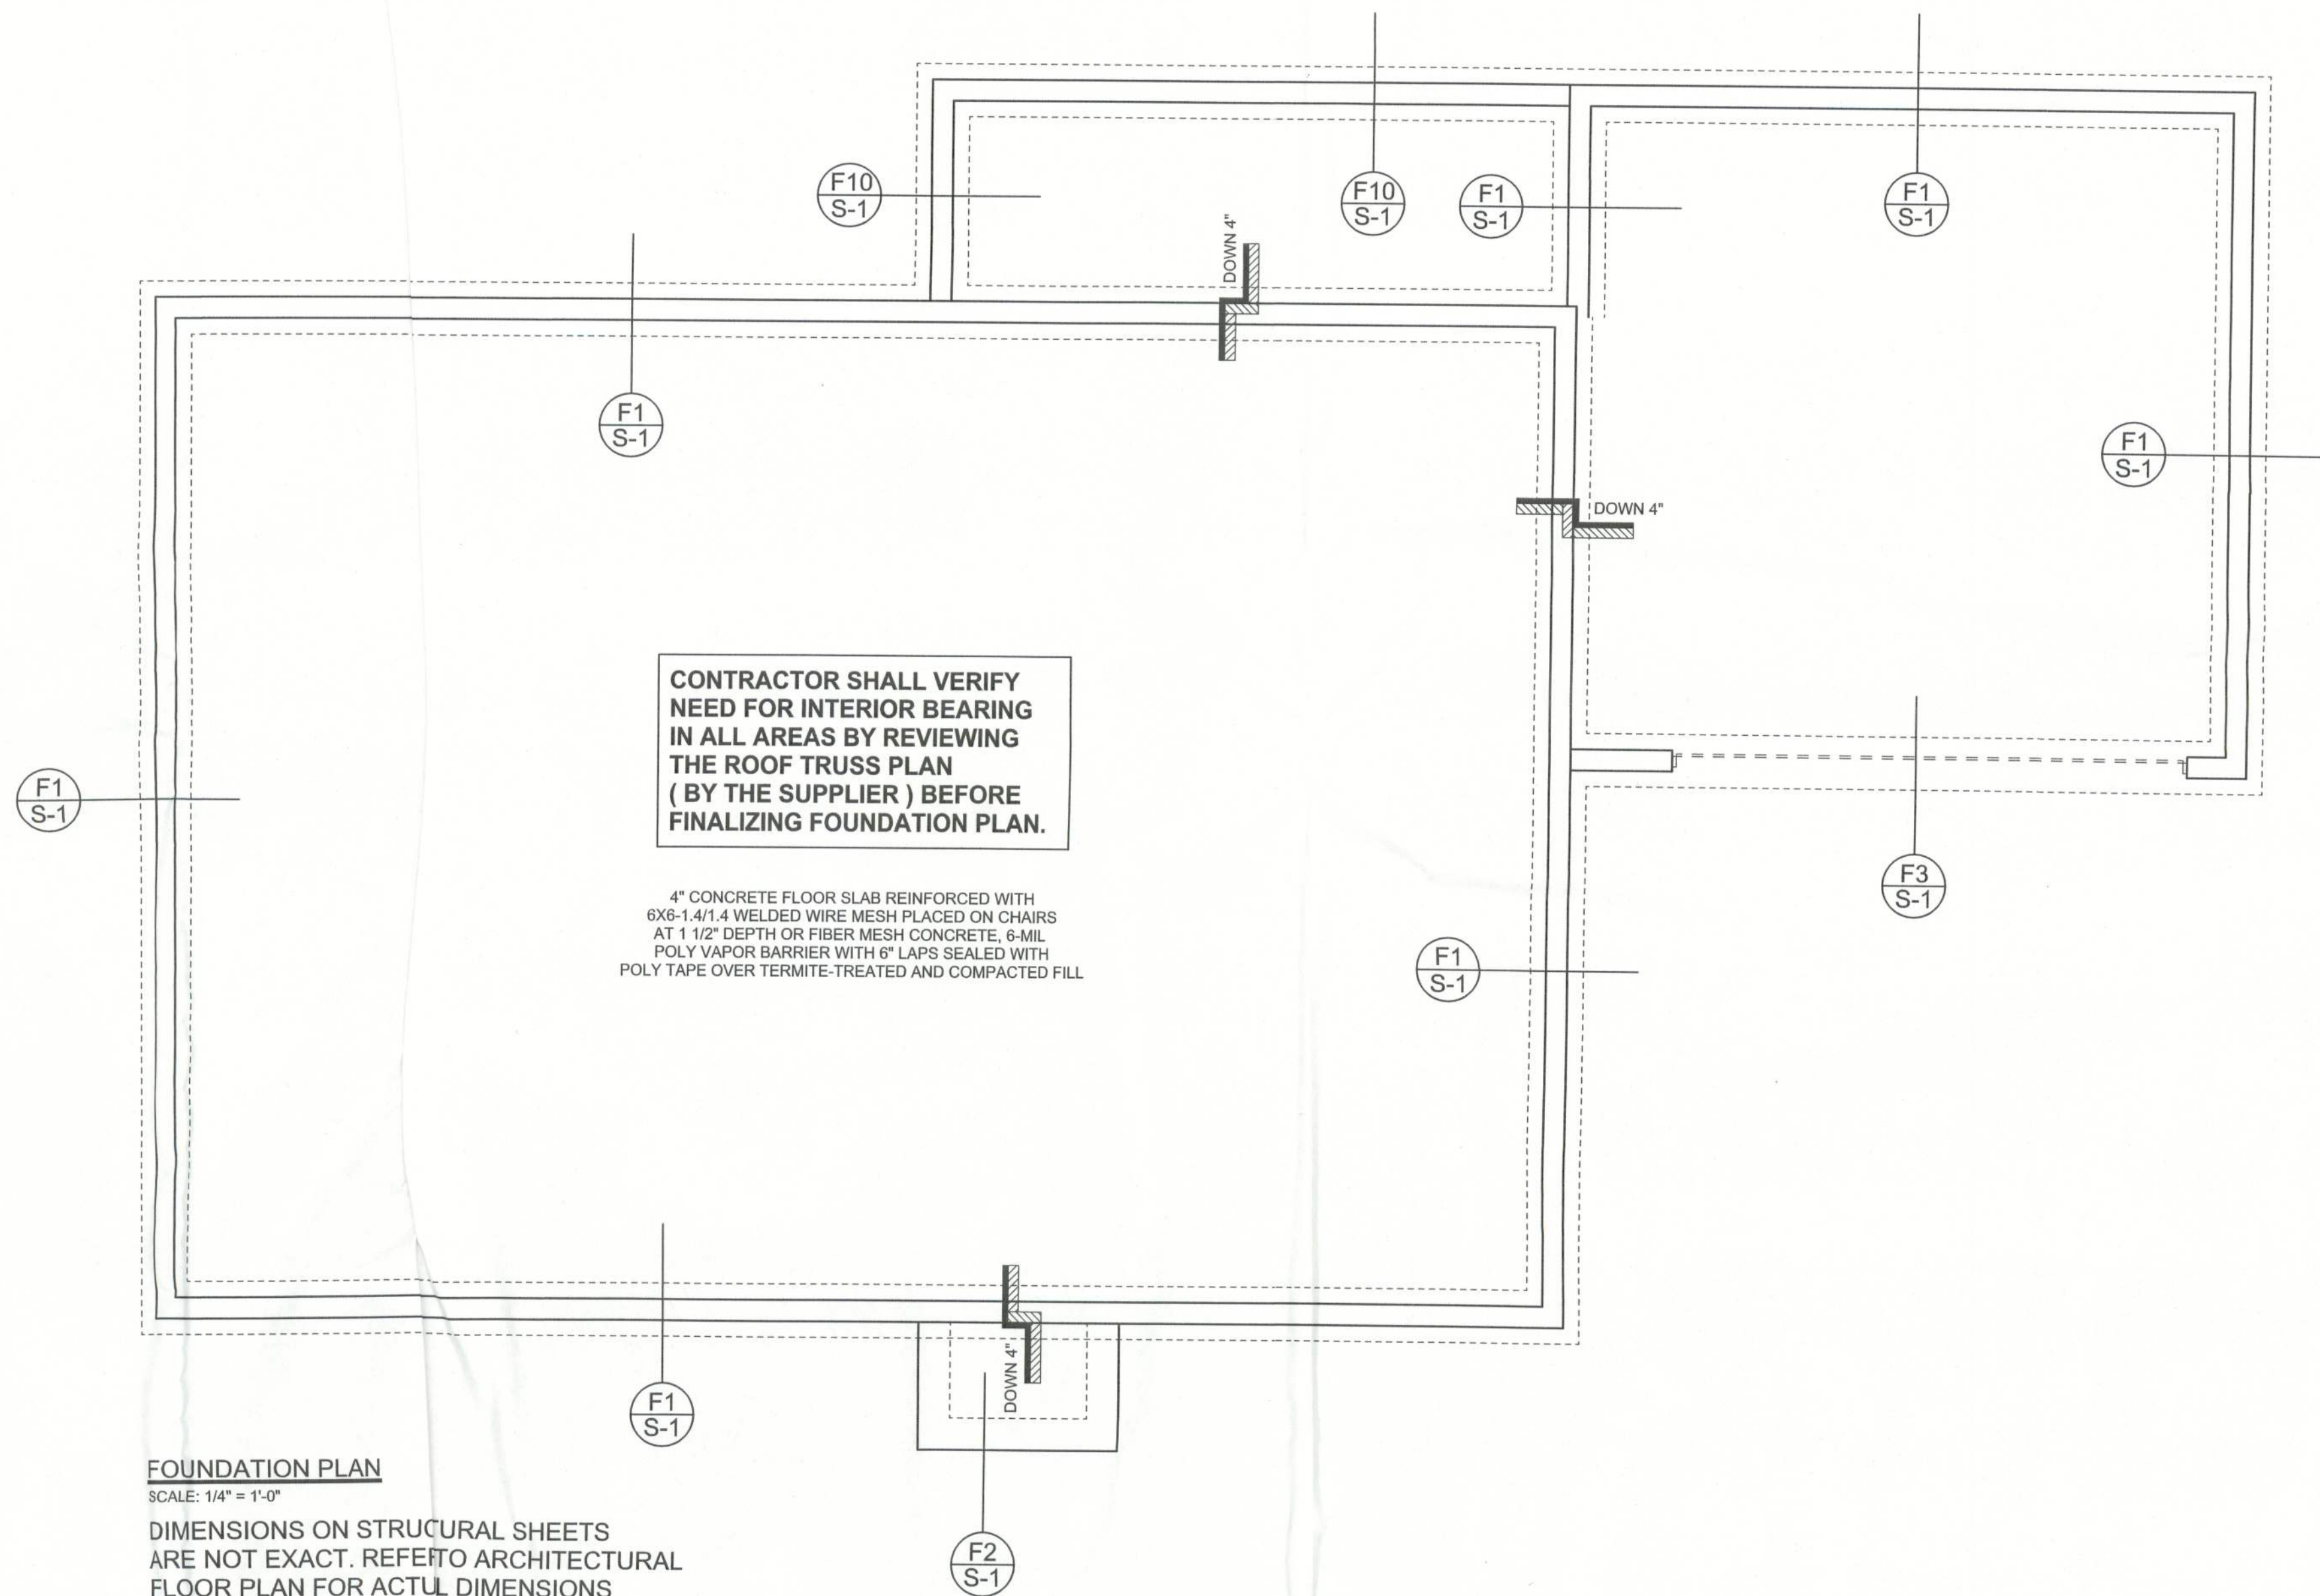 F10
S-1
F10
S-1
F1
S-1
F1
S-1
DOWN 4"
F1
S-1
F1
S-1
DOWN 4"
CONTRACTOR SHALL VERIFY
NEED FOR INTERIOR BEARING
IN ALL AREAS BY REVIEWING
THE ROOF TRUSS PLAN
( BY THE SUPPLIER ) BEFORE
FINALIZING FOUNDATION PLAN.
F1
S-1
F3
S-1
4" CONCRETE FLOOR SLAB REINFORCED WITH
6X6-1.4/1.4 WELDED WIRE MESH PLACED ON CHAIRS
AT 1 1/2" DEPTH OR FIBER MESH CONCRETE, 6-MIL
POLY VAPOR BARRIER WITH 6" LAPS SEALED WITH
POLY TAPE OVER TERMITE-TREATED AND COMPACTED FILL
F1
S-1
DOWN 4"
F1
S-1
F2
S-1
FOUNDATION PLAN
SCALE: 1/4" = 1'-0"
DIMENSIONS ON STRUCURAL SHEETS
ARE NOT EXACT. REFER TO ARCHITECTURAL
FLOOR PLAN FOR ACTUL DIMENSIONS